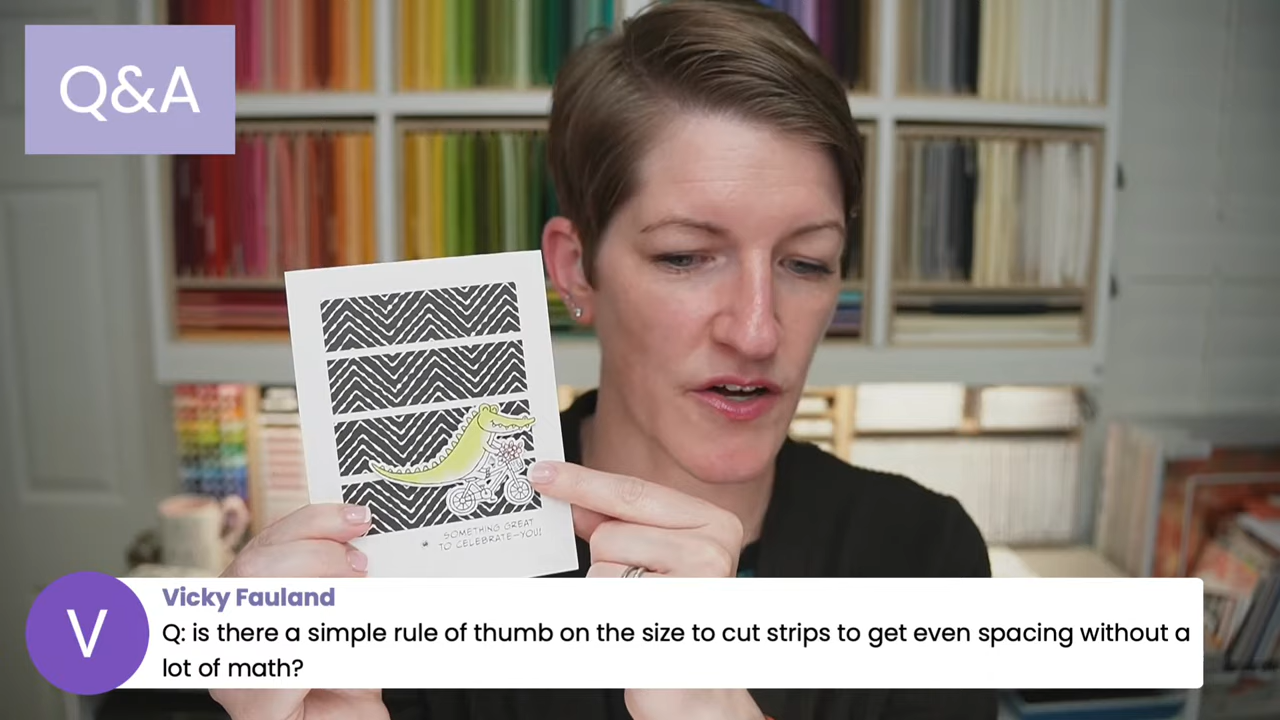 Q&A
SOMETHING GREAT
TO CELEBRATE—YOU!
Vicky Fauland
Q: is there a simple rule of thumb on the size to cut strips to get even spacing without a
lot of math?
V